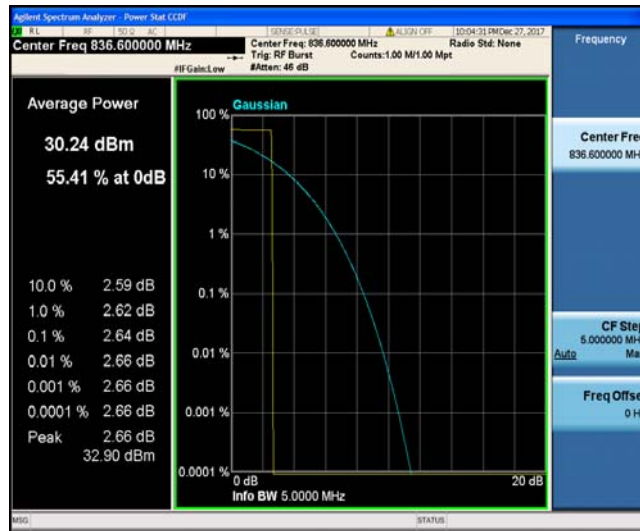 Agilent Spectrum Analyzer - Power Stat CCDF
RL RF 50 Ω AC SENSE:PULSE ALIGN OFF 10:04:31 PM Dec 27, 2017
Center Freq 836.600000 MHz
Center Freq: 836.600000 MHz Radio Std: None
Trig: RF Burst Counts:1.00 M/1.00 Mpt
#IFGain:Low #Atten: 46 dB
Frequency
Average Power
30.24 dBm
55.41 % at 0dB
10.0 % 2.59 dB
1.0 % 2.62 dB
0.1 % 2.64 dB
0.01 % 2.66 dB
0.001 % 2.66 dB
0.0001 % 2.66 dB
Peak 2.66 dB
32.90 dBm
Gaussian
100 %
10 %
1 %
0.1 %
0.01 %
0.001 %
0.0001 %
0 dB 20 dB
Info BW 5.0000 MHz
Center Fre
836.600000 MH
CF Step
5.000000 MH
Auto Ma
Freq Offse
0 H
MSG STATUS